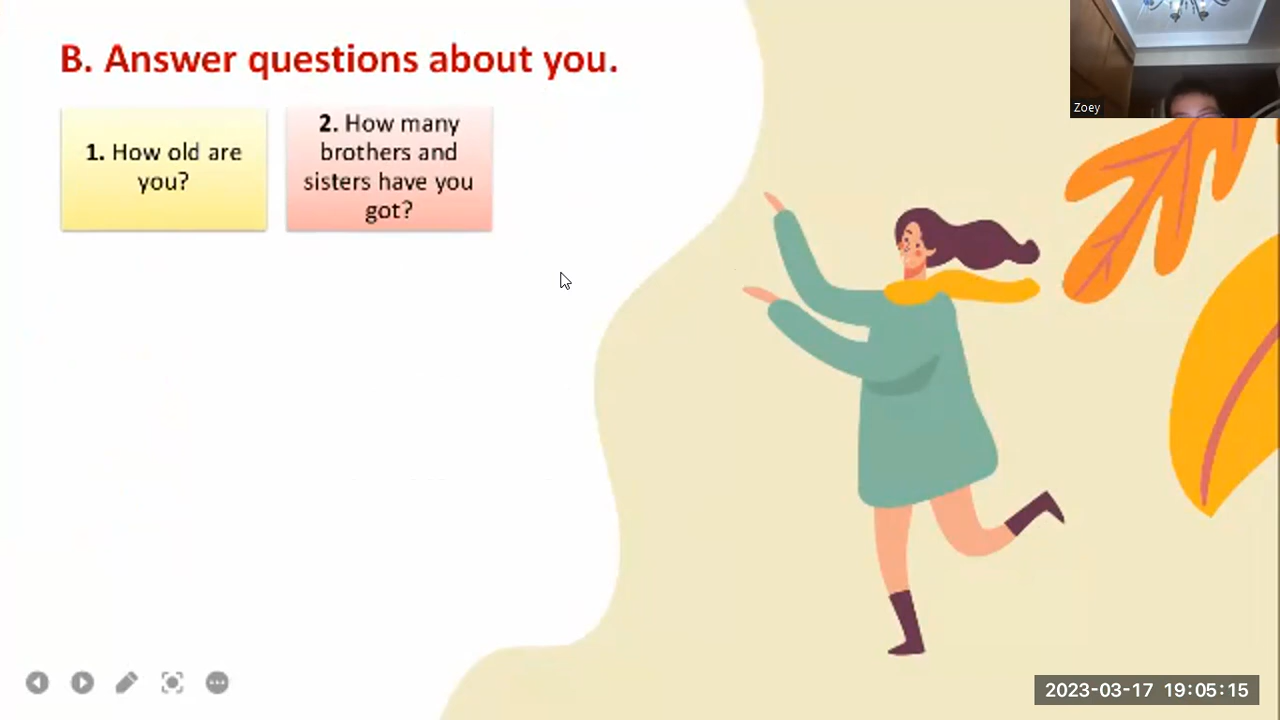 B. Answer questions about you.
1. How old are
you?
2. How many
brothers and
sisters have you
got?
Zoey
2023-03-17 19:05:15